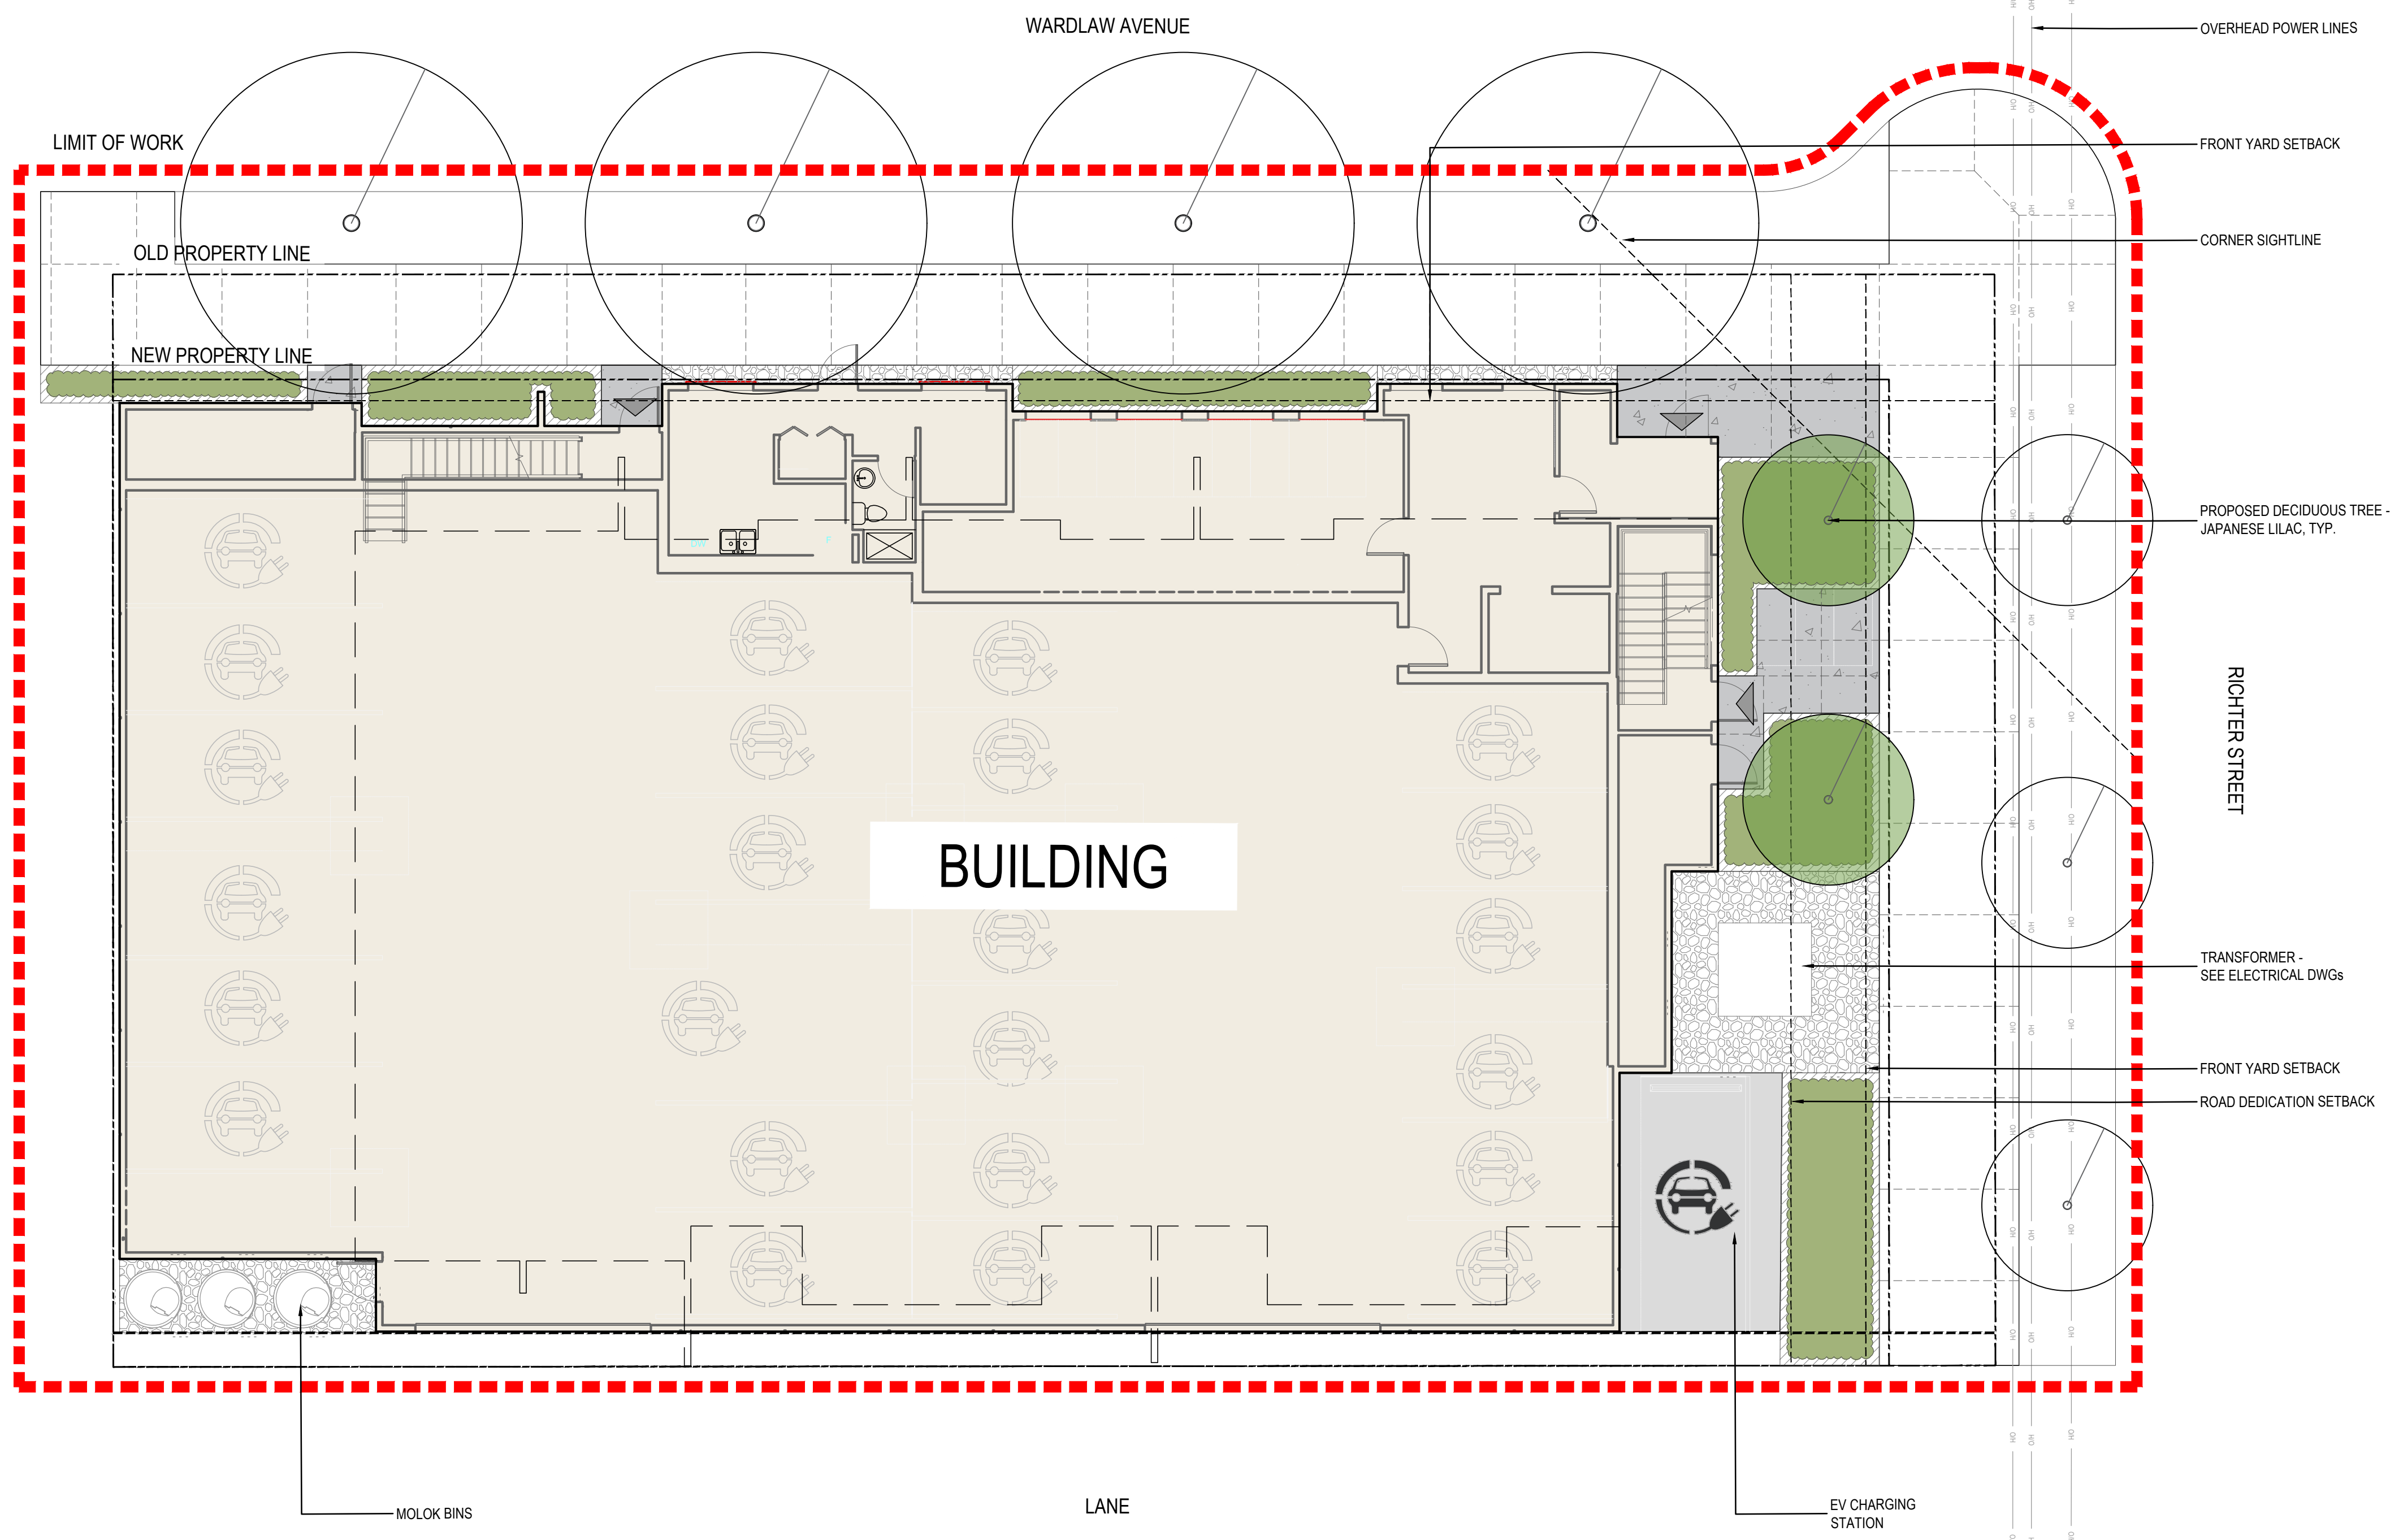 WARDLAW AVENUE
OVERHEAD POWER LINES
LIMIT OF WORK
FRONT YARD SETBACK
CORNER SIGHTLINE
OLD PROPERTY LINE
NEW PROPERTY LINE
PROPOSED DECIDUOUS TREE -
JAPANESE LILAC, TYP.
DW
F
RICHTER STREET
BUILDING
TRANSFORMER -
SEE ELECTRICAL DWGs
FRONT YARD SETBACK
ROAD DEDICATION SETBACK
MOLOK BINS
LANE
EV CHARGING
STATION